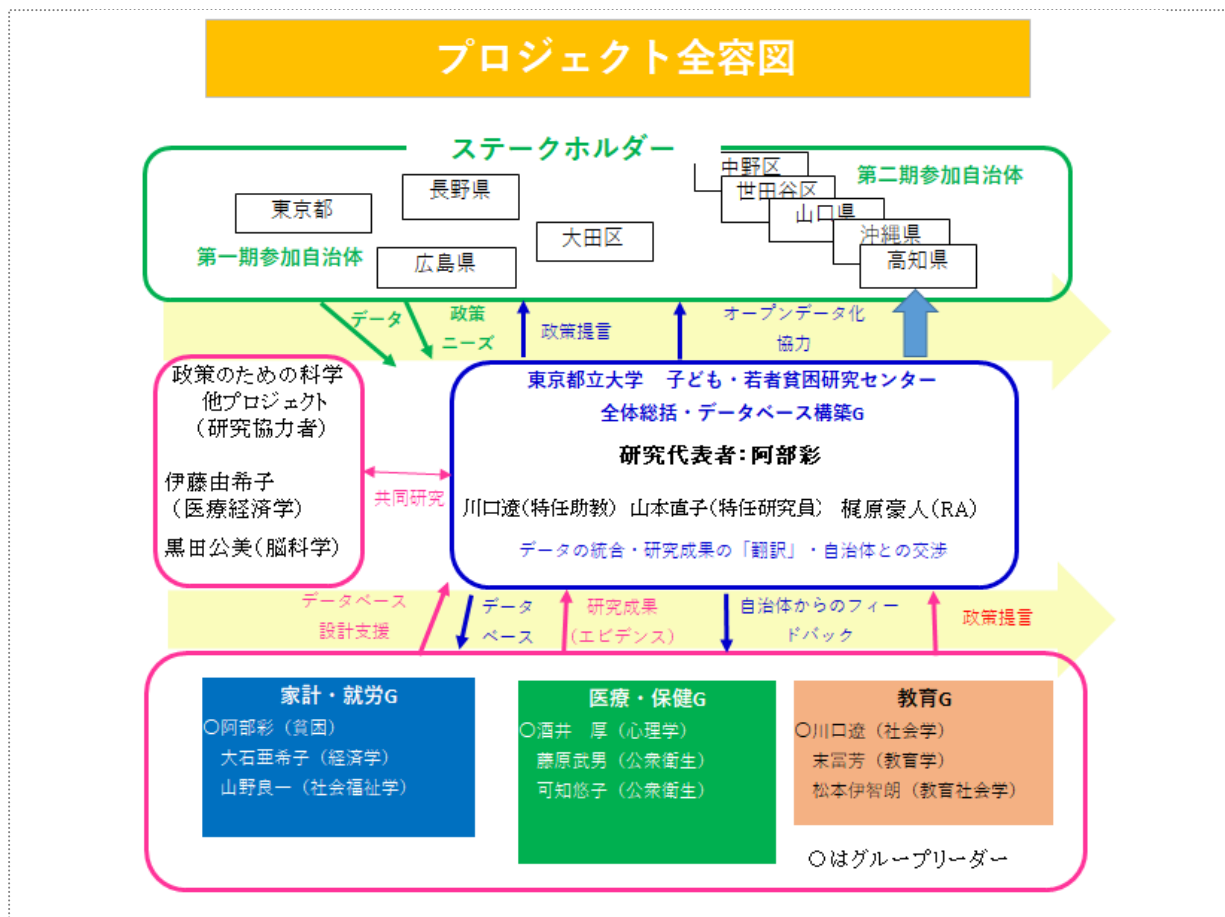 プロジェクト全容図
ステークホルダー
東京都
長野県
広島県
大田区
第一期参加自治体
第二期参加自治体
中野区
世田谷区
山口県
沖縄県
高知県
データ
政策
ニーズ
政策提言
オープンデータ化
協力
政策のための科学
他プロジェクト
(研究協力者)
伊藤由希子
(医療経済学)
黒田公美(脳科学)
共同研究
東京都立大学　子ども・若者貧困研究センター
全体総括・データベース構築G
研究代表者：阿部彩
川口遼(特任助教) 山本直子(特任研究員) 梶原豪人(RA)
データの統合・研究成果の「翻訳」・自治体との交渉
データベース
設計支援
データ
ベース
研究成果
(エビデンス)
自治体からのフィー
ドバック
政策提言
家計・就労G
〇阿部彩（貧困）
大石亜希子（経済学）
山野良一（社会福祉学）
医療・保健G
〇酒井　厚（心理学）
藤原武男（公衆衛生）
可知悠子（公衆衛生）
教育G
〇川口遼（社会学）
末冨芳（教育学）
松本伊智朗（教育社会学）
〇はグループリーダー